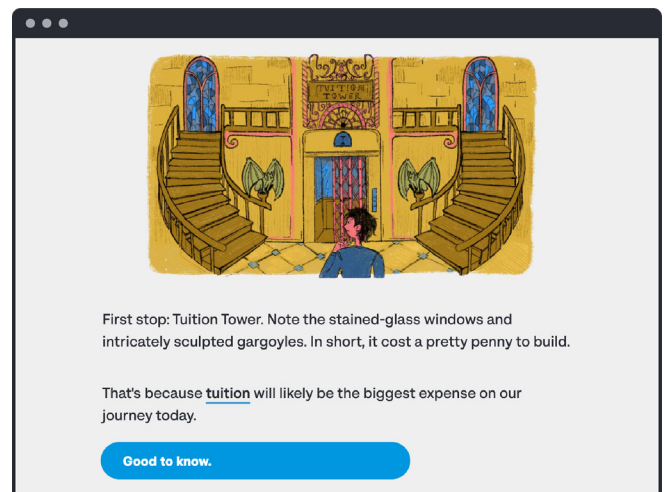 TUITION
TOWER
First stop: Tuition Tower. Note the stained-glass windows and
intricately sculpted gargoyles. In short, it cost a pretty penny to build.
That's because tuition will likely be the biggest expense on our
journey today.
Good to know.